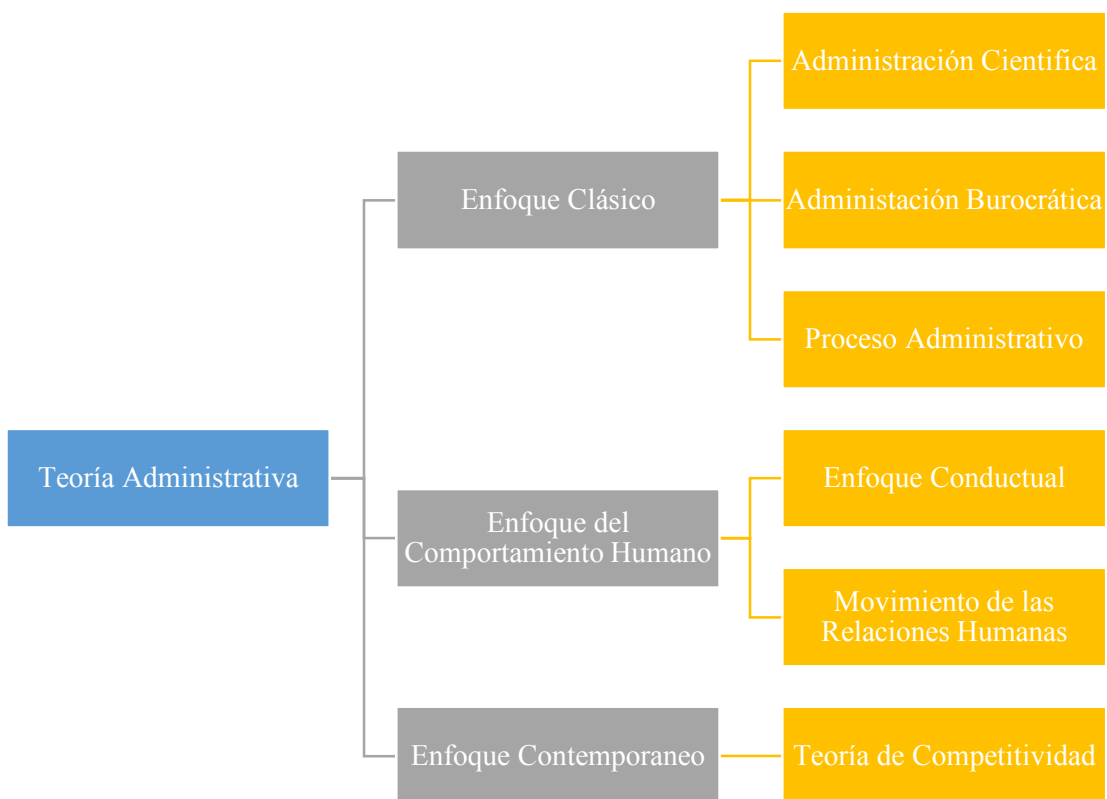 Teoría Administrativa
Enfoque Clásico
Administración Cientifica
Administación Burocrática
Proceso Administrativo
Enfoque del
Comportamiento Humano
Enfoque Conductual
Movimiento de las
Relaciones Humanas
Enfoque Contemporaneo
Teoría de Competitividad